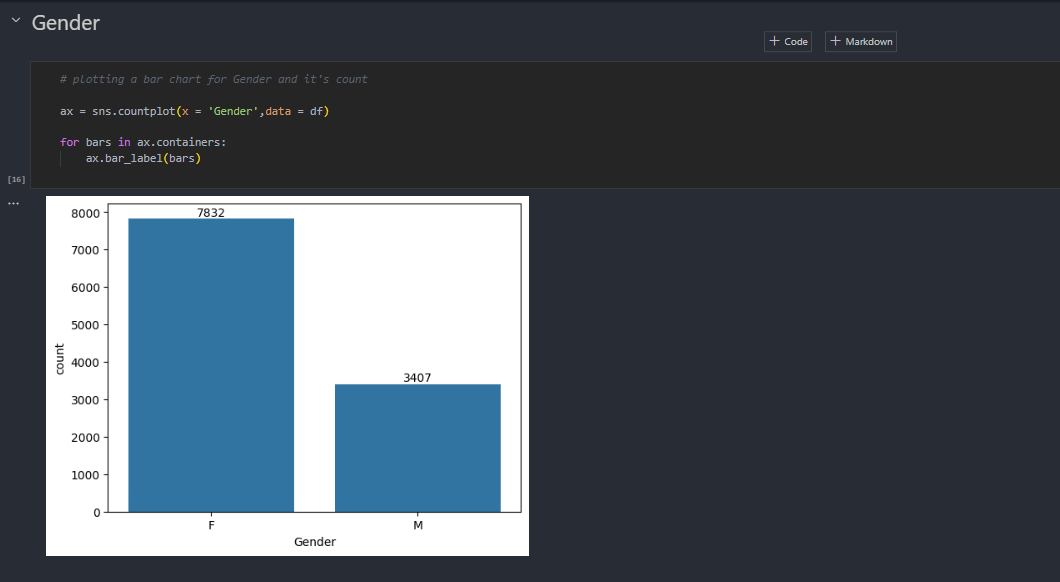 Gender
+ Code
+ Markdown
# plotting a bar chart for Gender and it's count
ax = sns.countplot(x = 'Gender',data = df)
for bars in ax.containers:
ax.bar_label(bars)
[16]
...
8000
7000
6000
5000
4000
3000
2000
1000
0
count
7832
3407
F
M
Gender